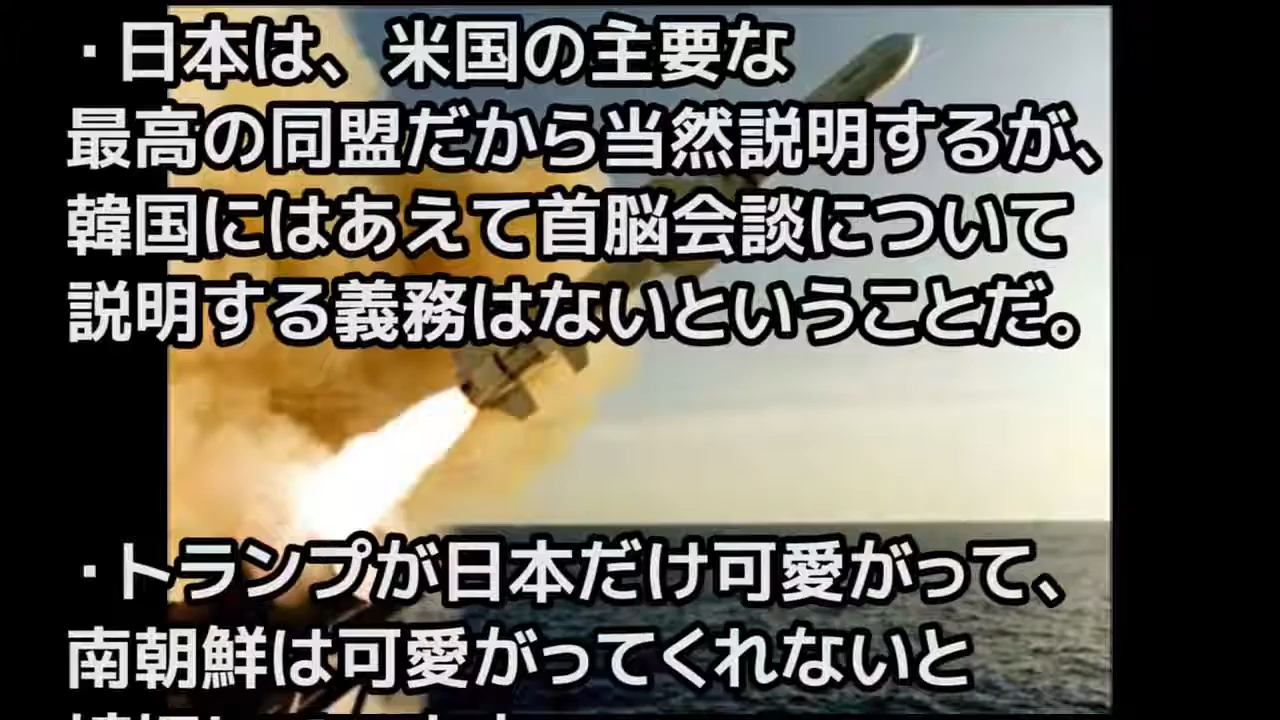 ・日本は、米国の主要な
最高の同盟だから当然説明するが、
韓国にはあえて首脳会談について
説明する義務はないということだ。
・トランプが日本だけ可愛がって、
南朝鮮は可愛がってくれないと